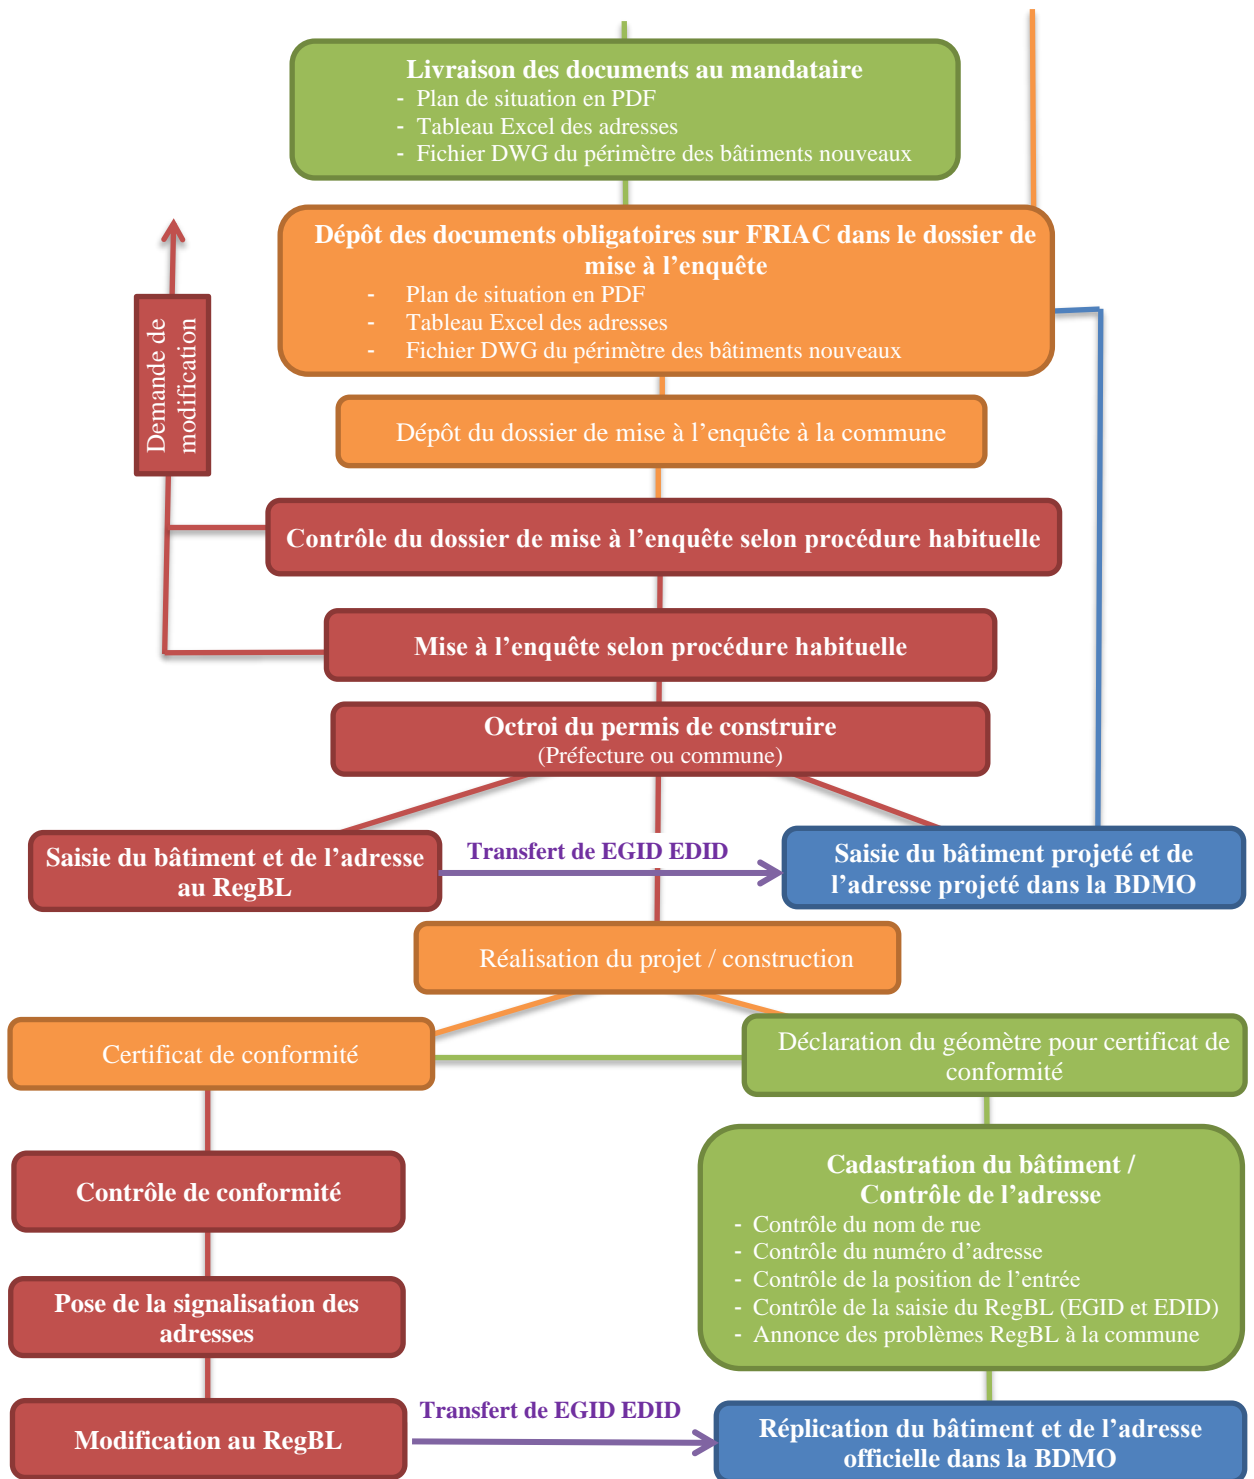 Livraison des documents au mandataire
- Plan de situation en PDF
- Tableau Excel des adresses
- Fichier DWG du périmètre des bâtiments nouveaux
Dépôt des documents obligatoires sur FRIAC dans le dossier de
mise à l’enquête
- Plan de situation en PDF
- Tableau Excel des adresses
- Fichier DWG du périmètre des bâtiments nouveaux
Demande de
modification
Dépôt du dossier de mise à l’enquête à la commune
Contrôle du dossier de mise à l’enquête selon procédure habituelle
Mise à l’enquête selon procédure habituelle
Octroi du permis de construire
(Préfecture ou commune)
Saisie du bâtiment et de l’adresse
au RegBL
Transfert de EGID EDID
Saisie du bâtiment projeté et de
l’adresse projeté dans la BDMO
Réalisation du projet / construction
Certificat de conformité
Déclaration du géomètre pour certificat de
conformité
Contrôle de conformité
Cadastration du bâtiment /
Contrôle de l’adresse
- Contrôle du nom de rue
- Contrôle du numéro d’adresse
- Contrôle de la position de l’entrée
- Contrôle de la saisie du RegBL (EGID et EDID)
- Annonce des problèmes RegBL à la commune
Pose de la signalisation des
adresses
Modification au RegBL
Transfert de EGID EDID
Réplication du bâtiment et de l’adresse
officielle dans la BDMO